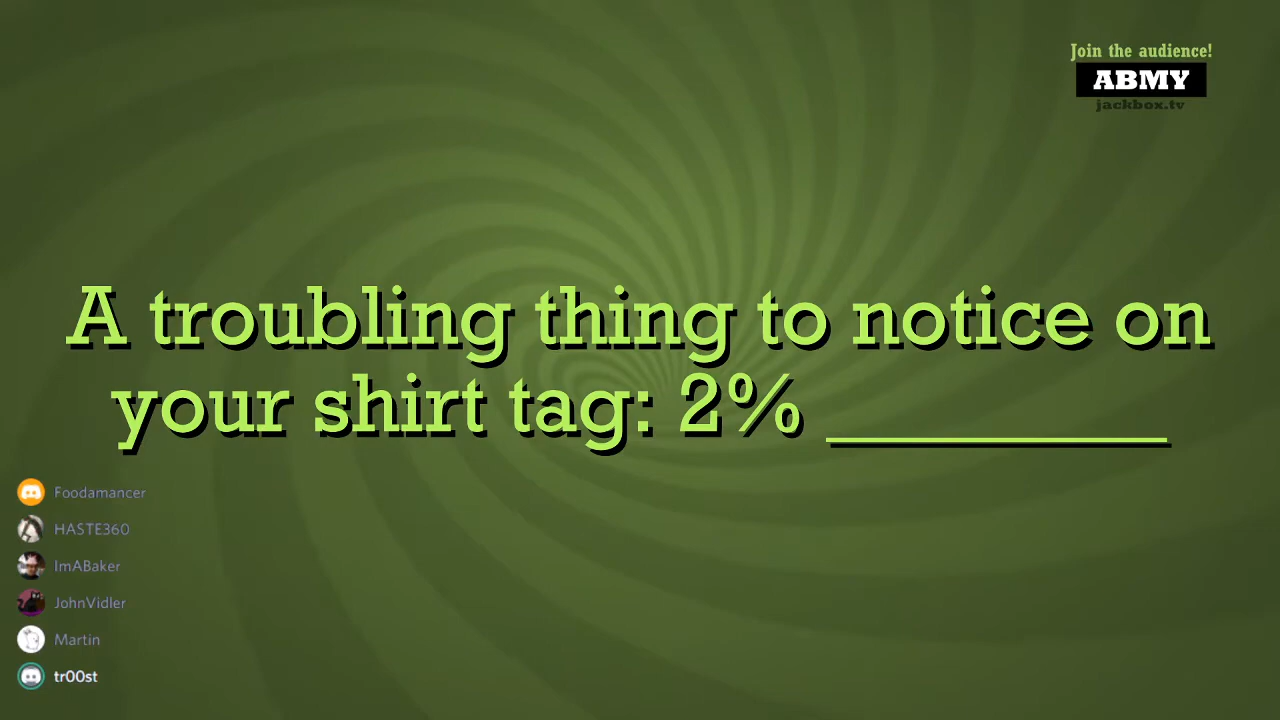 Join the audience!
ABMY
jackbox.tv
A troubling thing to notice on
your shirt tag: 2% ________
Foodamancer
HASTE360
ImABaker
JohnVidler
Martin
tr00st